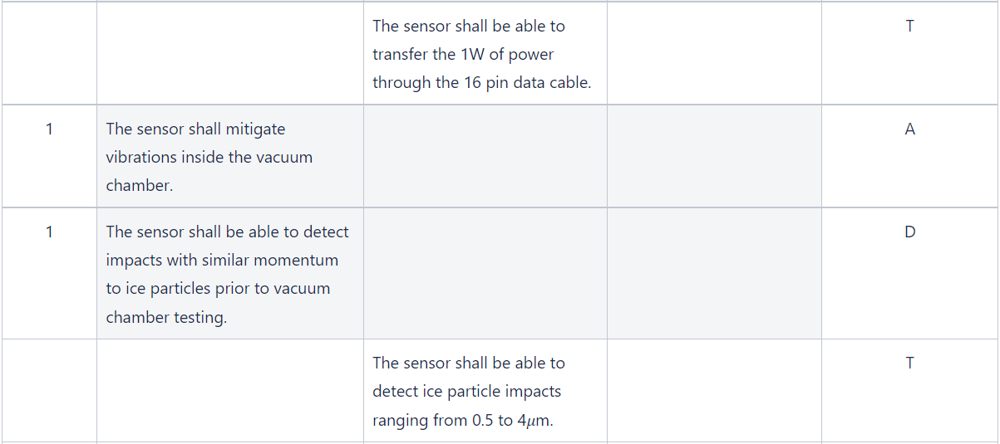 The sensor shall be able to
transfer the 1W of power
through the 16 pin data cable.
T
1
The sensor shall mitigate
vibrations inside the vacuum
chamber.
A
1
The sensor shall be able to detect
impacts with similar momentum
to ice particles prior to vacuum
chamber testing.
D
The sensor shall be able to
detect ice particle impacts
ranging from 0.5 to 4μm.
T